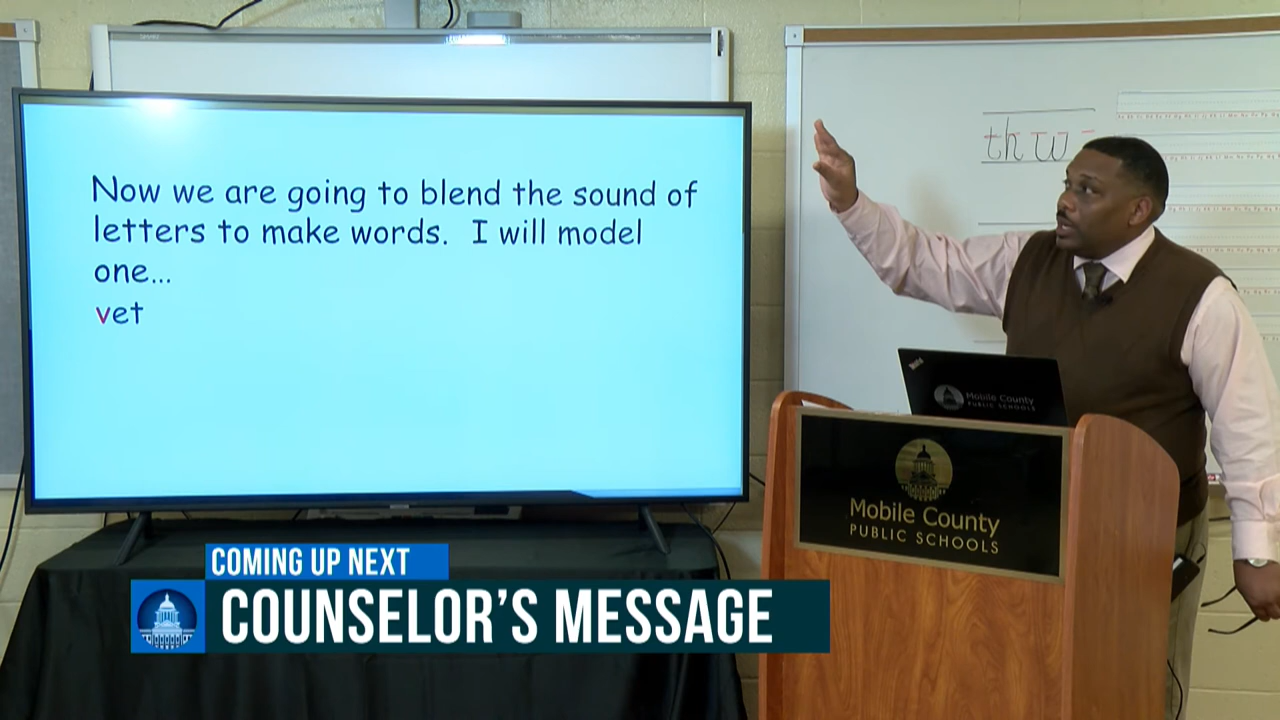 Now we are going to blend the sound of
letters to make words. I will model
one...
vet
th w
Mobile County
PUBLIC SCHOOLS
Mobile County
PUBLIC SCHOOLS
COMING UP NEXT
COUNSELOR'S MESSAGE